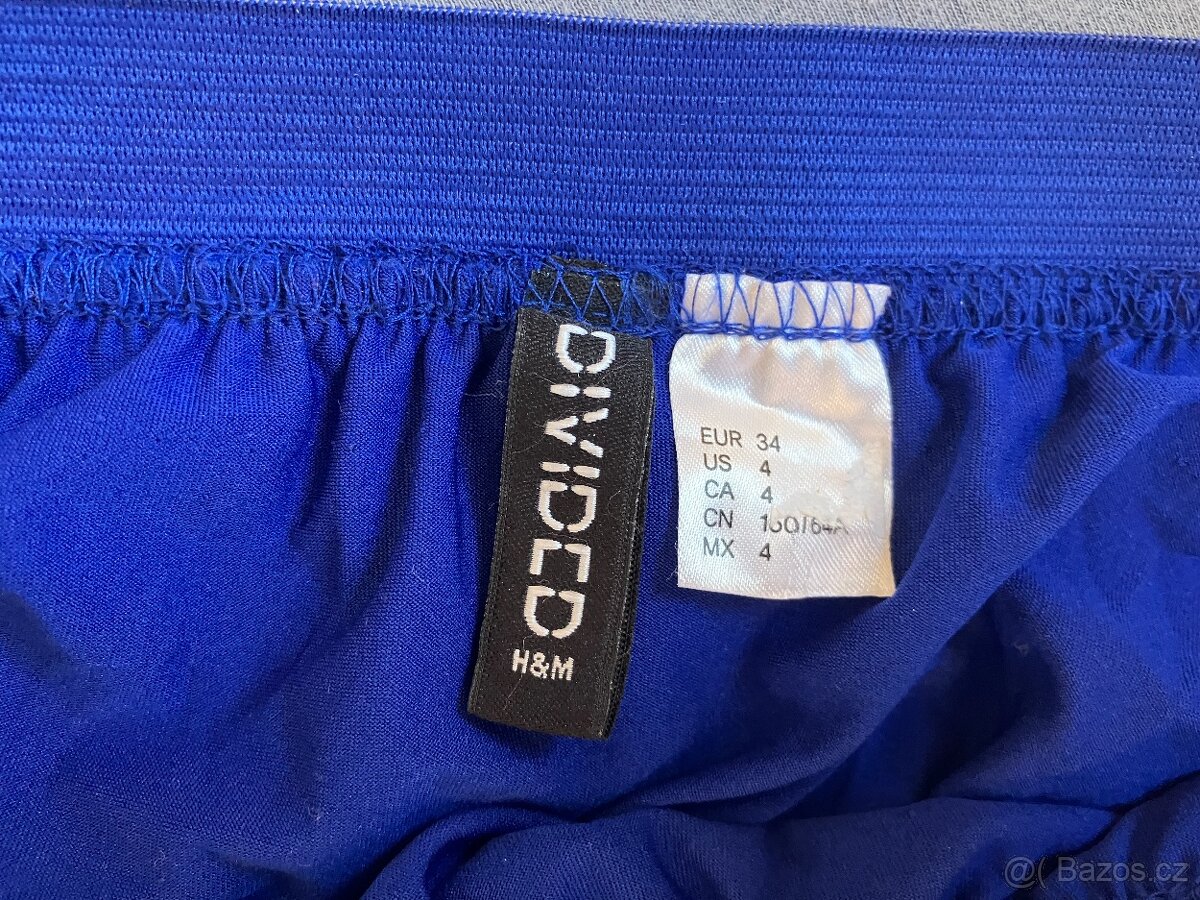 DIVIDED
H&M
EUR 34
US 4
CA 4
CN 160/64A
MX 4
@( Bazos.cz